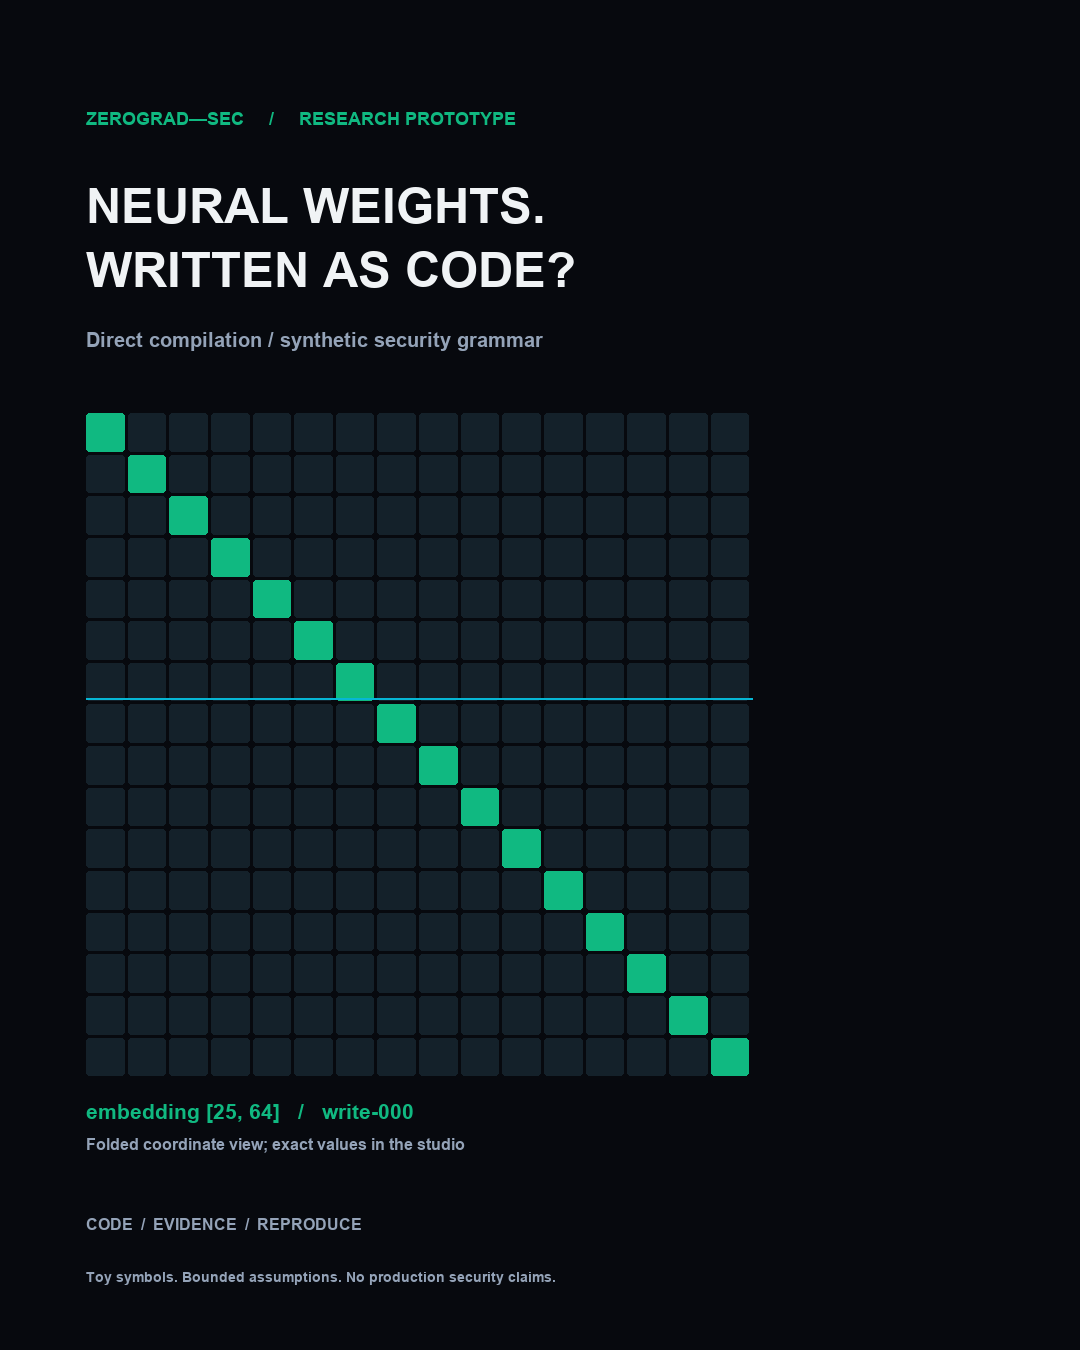 ZEROGRAD—SEC / RESEARCH PROTOTYPE
NEURAL WEIGHTS.
WRITTEN AS CODE?
Direct compilation / synthetic security grammar
embedding [25, 64] / write-000
Folded coordinate view; exact values in the studio
CODE / EVIDENCE / REPRODUCE
Toy symbols. Bounded assumptions. No production security claims.